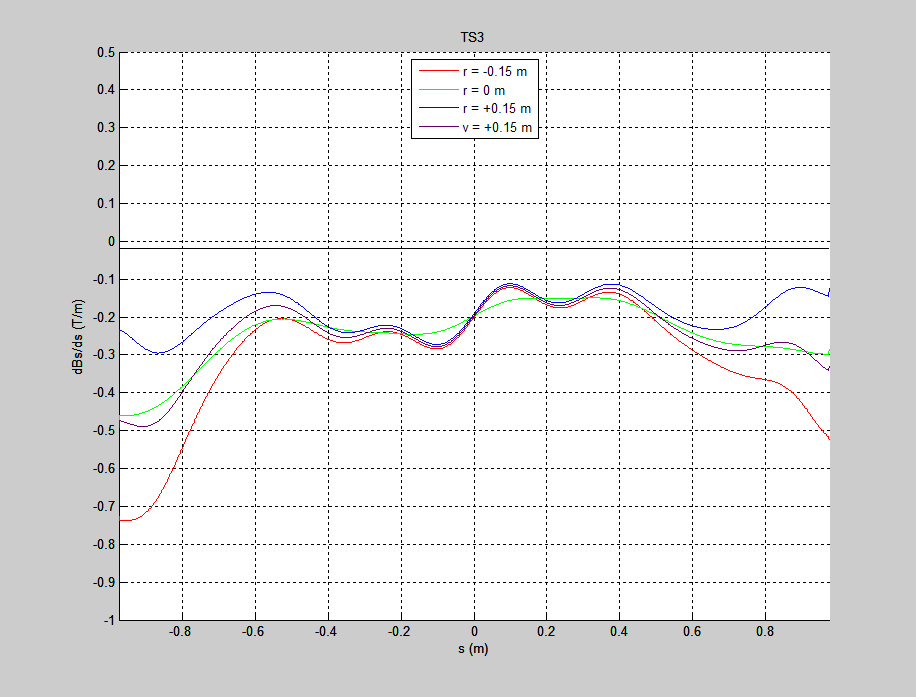 TS3
0.5
0.4
0.3
0.2
0.1
0
-0.1
-0.2
-0.3
-0.4
-0.5
-0.6
-0.7
-0.8
-0.9
-1
dBs/ds (T/m)
r = -0.15 m
r = 0 m
r = +0.15 m
v = +0.15 m
-0.8 -0.6 -0.4 -0.2 0 0.2 0.4 0.6 0.8
s (m)